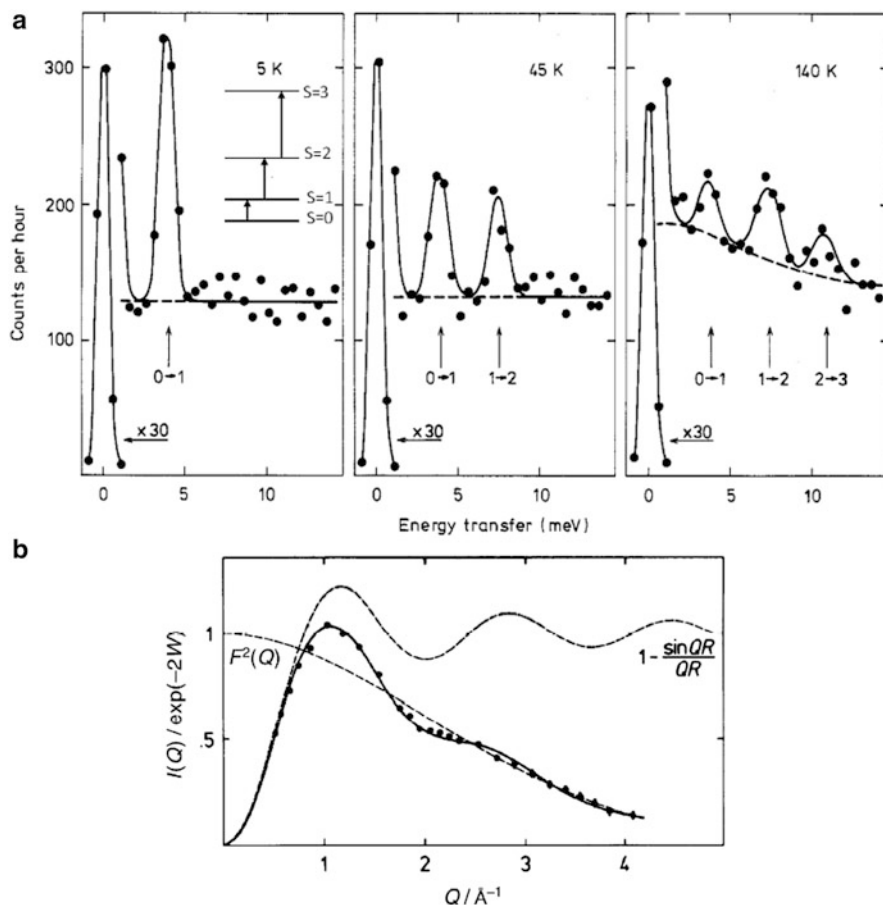 a
300
200
100
Counts per hour
5 K
S=3
S=2
S=1
S=0
0→1
×30
0
5
10
45 K
0→1
1→2
×30
0
5
10
140 K
0→1
1→2
2→3
×30
0
5
10
Energy transfer (meV)
b
I(Q) / exp(-2W)
1
.5
F²(Q)
1 - sinQR
QR
1
2
3
4
Q / Å⁻¹